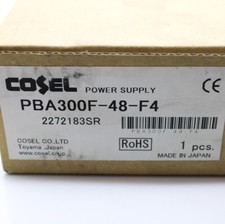 COSEL POWER SUPPLY CE
PBA300F-48-F4
2272183SR
PBA300F-48-F4
COSEL CO.,LTD
Toyama ,Japan
www.cosel.co.jp/
RoHS 1 pcs.
MADE IN JAPAN